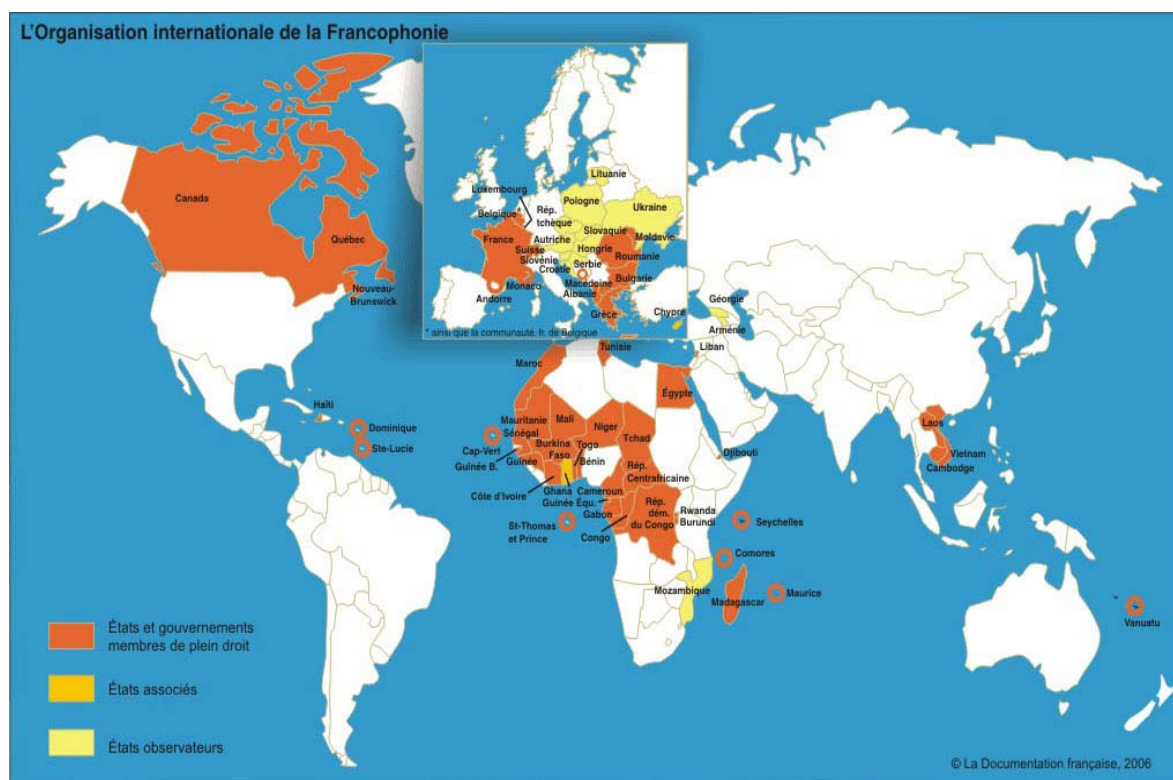 L'Organisation internationale de la Francophonie
Canada
Québec
Nouveau-
Brunswick
Lituanie
Luxembourg
Pologne
Belgique*
Rép.
tchèque
Ukraine
Slovaquie
France
Autriche
Moldavie
Suisse
Hongrie
Slovénie
Roumanie
Croatie
Serbie
Monaco
Macedoine
Bulgarie
Andorre
Albanie
Grèce
Chypre
Géorgie
Arménie
* ainsi que la communauté. fr. de Belgique
Tunisie
Liban
Maroc
Égypte
Haïti
Dominique
Ste-Lucie
Mauritanie
Mali
Niger
Sénégal
Tchad
Cap-Vert
Burkina
Faso
Togo
Guinée B.
Guinée
Bénin
Djibouti
Rép.
Centrafricaine
Côte d'Ivoire
Ghana
Cameroun
Guinée Équ.
Gabon
Rép.
dém.
du Congo
Rwanda
Burundi
Seychelles
St-Thomas
et Prince
Congo
Comores
Mozambique
Madagascar
Maurice
Laos
Vietnam
Cambodge
Vanuatu
États et gouvernements
membres de plein droit
États associés
États observateurs
© La Documentation française, 2006